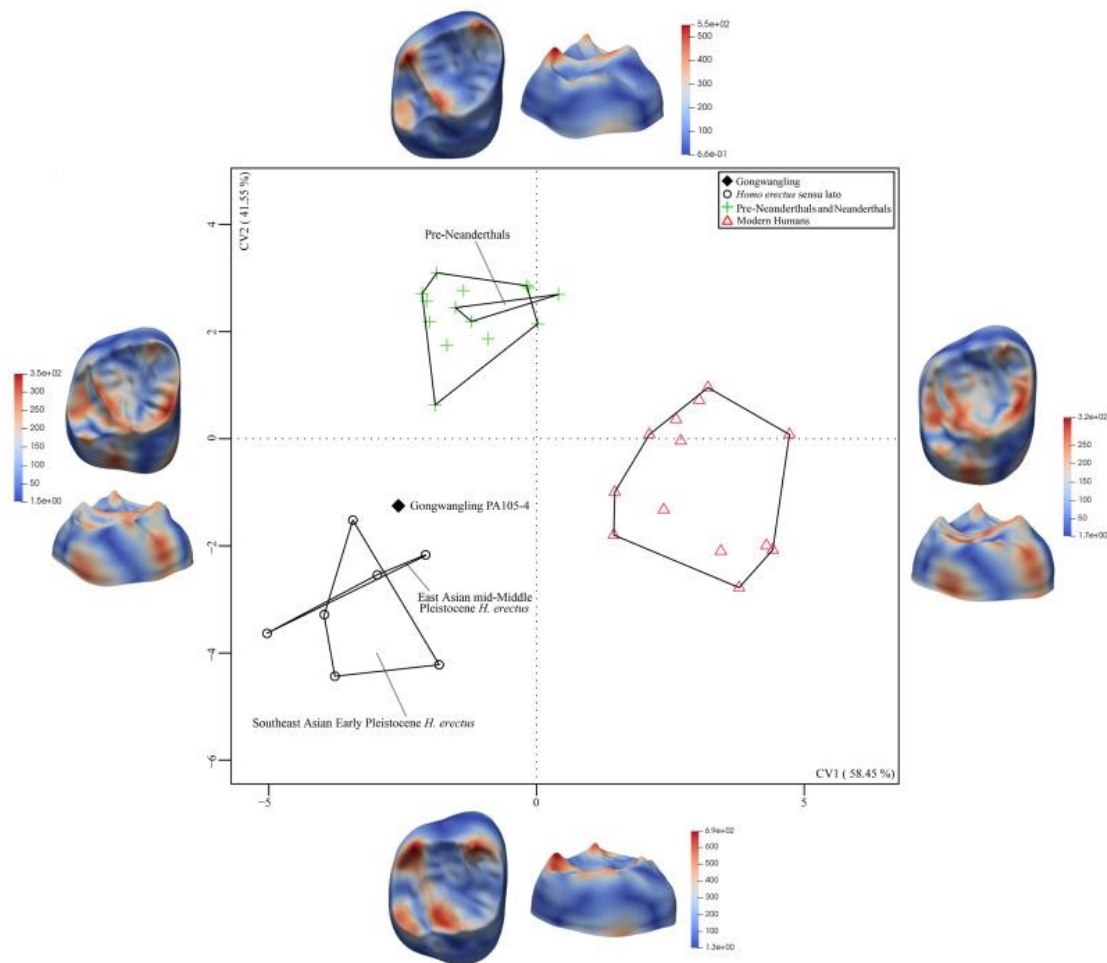 5.5e+02
500
400
300
200
100
6.6e-01
CV2 ( 41.55 %)
Gongwangling
Homo erectus sensu lato
Pre-Neanderthals and Neanderthals
Modern Humans
Pre-Neanderthals
4
2
0
-2
-4
-6
3.5e+02
300
250
200
150
100
50
1.5e+00
3.2e+02
250
200
150
100
50
1.7e+00
Gongwangling PA105-4
East Asian mid-Middle
Pleistocene H. erectus
Southeast Asian Early Pleistocene H. erectus
CV1 ( 58.45 %)
-5
0
5
6.9e+02
600
500
400
300
200
100
1.3e+00